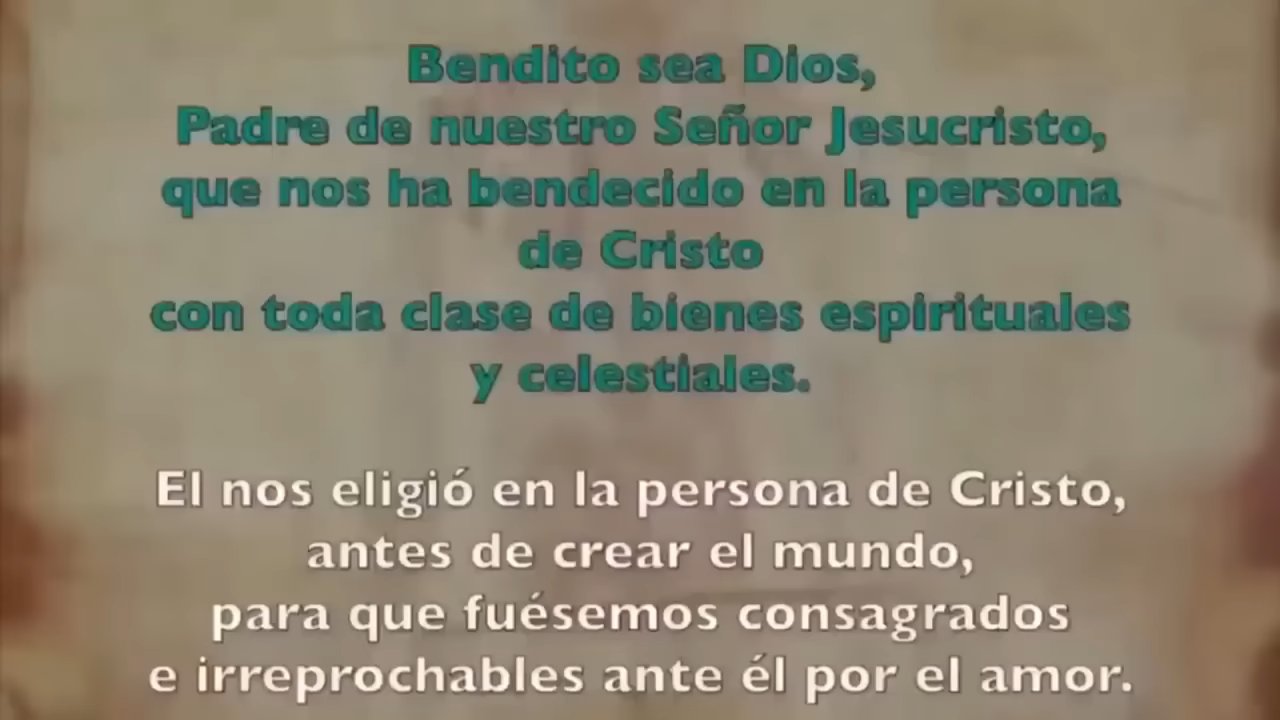 Bendito sea Dios,
Padre de nuestro Señor Jesucristo,
que nos ha bendecido en la persona
de Cristo
con toda clase de bienes espirituales
y celestiales.
El nos eligió en la persona de Cristo,
antes de crear el mundo,
para que fuésemos consagrados
e irreprochables ante él por el amor.